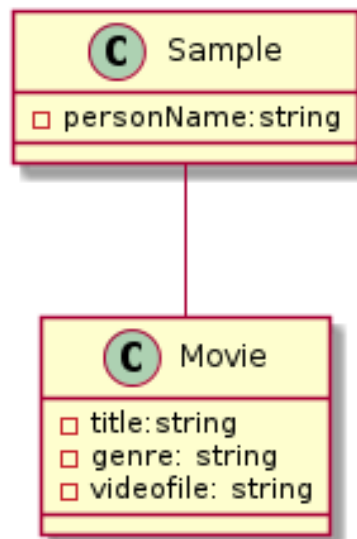 C Sample
personName:string
C Movie
title:string
genre: string
videofile: string